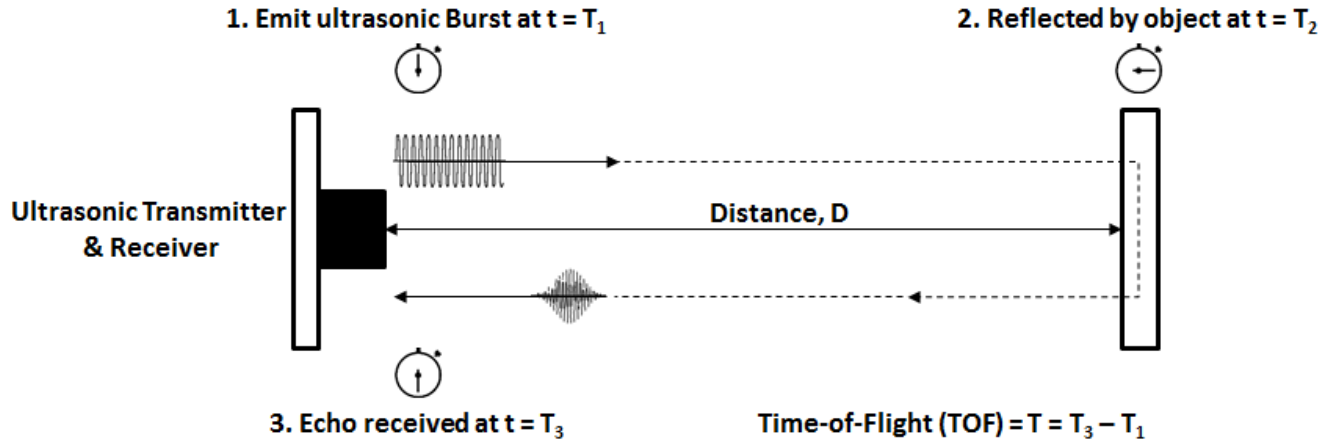 1. Emit ultrasonic Burst at t = T₁
2. Reflected by object at t = T₂
Ultrasonic Transmitter
& Receiver
Distance, D
3. Echo received at t = T₃
Time-of-Flight (TOF) = T = T₃ – T₁